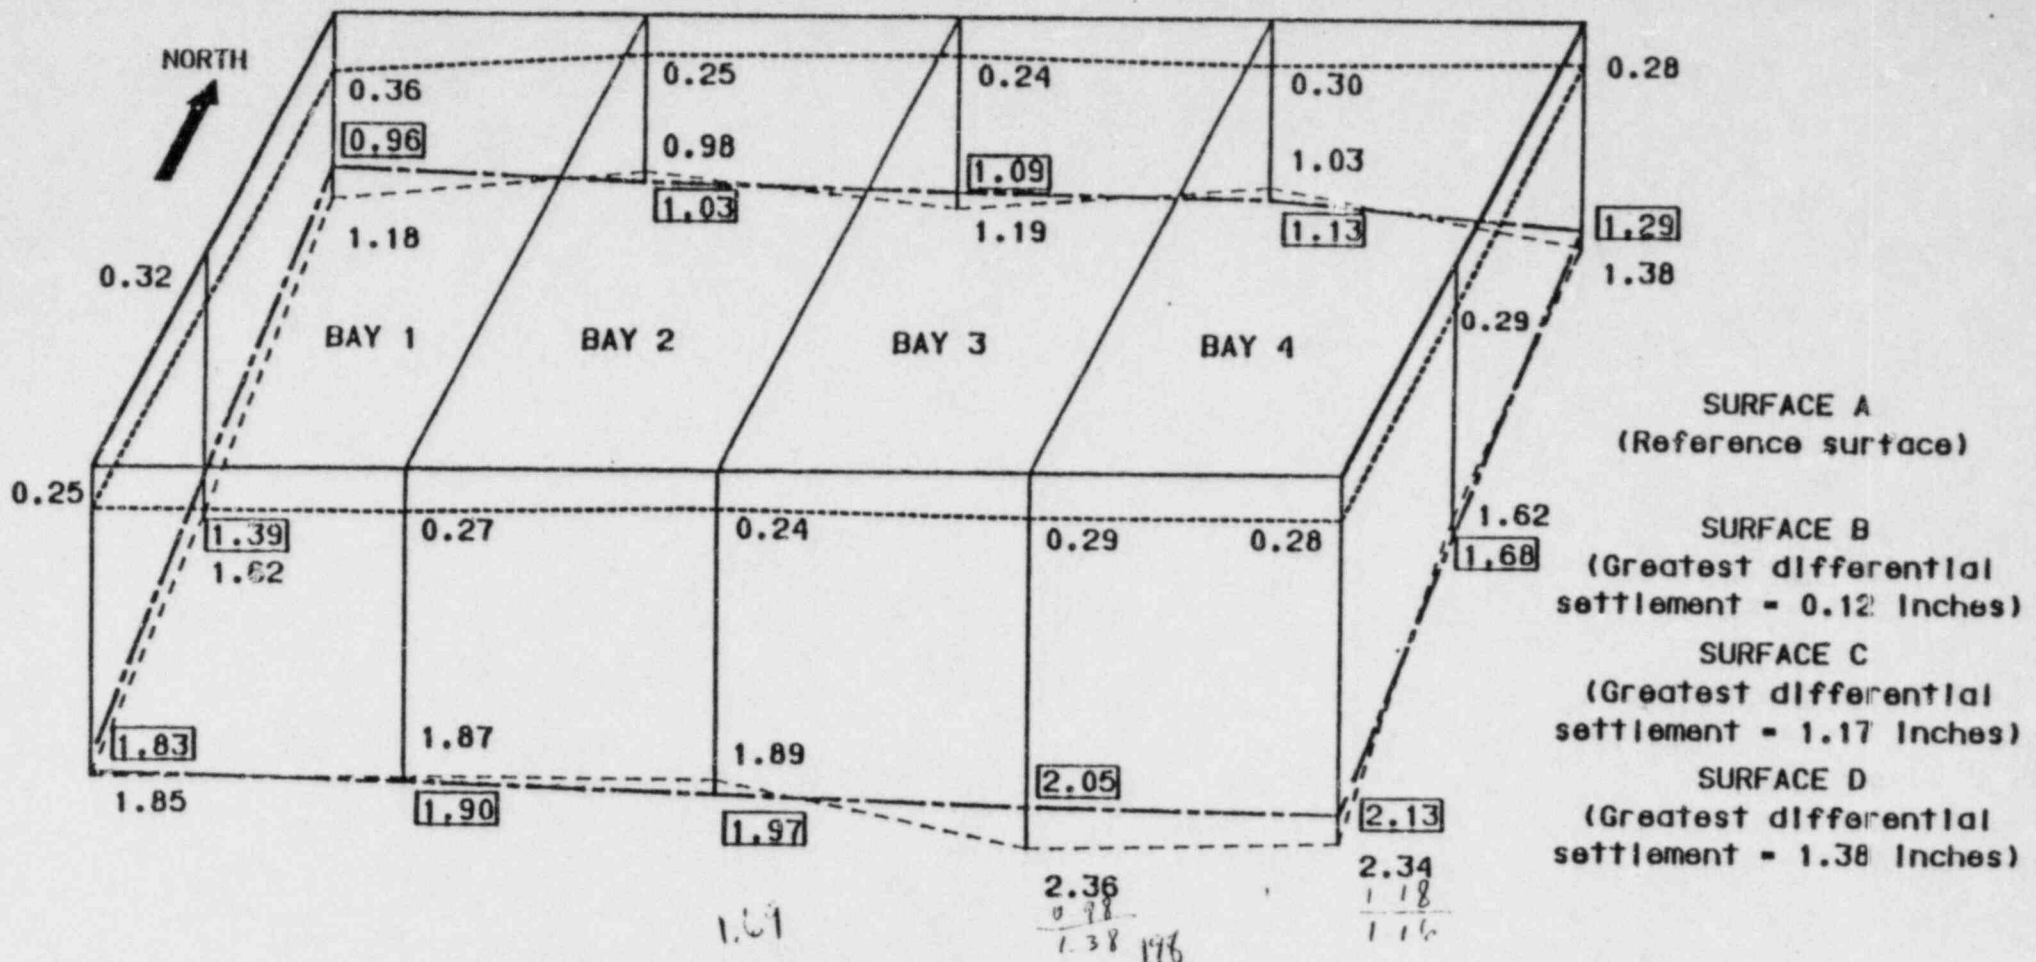 NORTH
0.36
0.25
0.24
0.30
0.28
0.96
0.98
1.09
1.03
1.03
1.13
1.29
1.18
1.19
1.38
0.32
0.29
BAY 1
BAY 2
BAY 3
BAY 4
SURFACE A
(Reference surface)
0.25
1.39
1.62
0.27
0.24
0.29
0.28
1.62
1.68
SURFACE B
(Greatest differential
settlement = 0.12 inches)
SURFACE C
(Greatest differential
settlement = 1.17 inches)
SURFACE D
(Greatest differential
settlement = 1.38 inches)
1.83
1.87
1.89
2.05
2.13
1.85
1.90
1.97
2.36
2.34
0 98
1 18
1.38
1 16